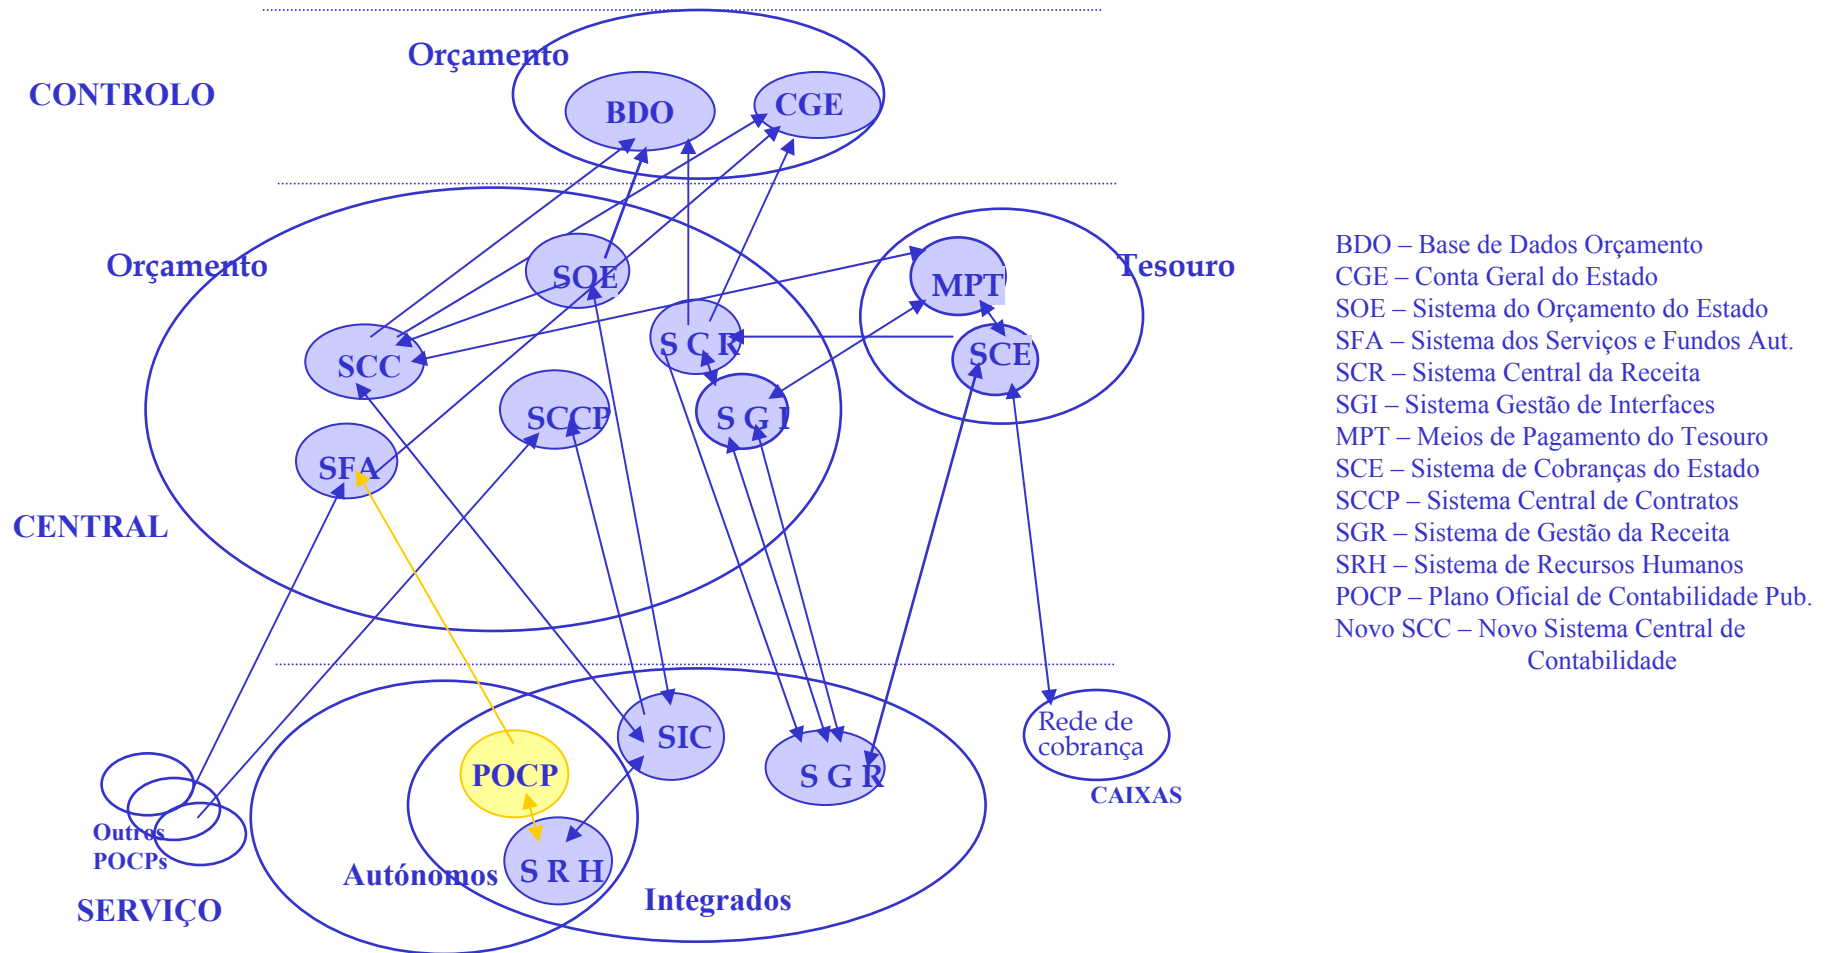 Orçamento
CONTROLO
BDO
CGE
Orçamento
SOE
MPT
Tesouro
S C R
SCE
SCC
SCCP
S G I
SFA
CENTRAL
SIC
POCP
S G R
Rede de
cobrança
CAIXAS
Outros
POCPs
Autónomos
S R H
Integrados
SERVIÇO
BDO – Base de Dados Orçamento
CGE – Conta Geral do Estado
SOE – Sistema do Orçamento do Estado
SFA – Sistema dos Serviços e Fundos Aut.
SCR – Sistema Central da Receita
SGI – Sistema Gestão de Interfaces
MPT – Meios de Pagamento do Tesouro
SCE – Sistema de Cobranças do Estado
SCCP – Sistema Central de Contratos
SGR – Sistema de Gestão da Receita
SRH – Sistema de Recursos Humanos
POCP – Plano Oficial de Contabilidade Pub.
Novo SCC – Novo Sistema Central de
Contabilidade